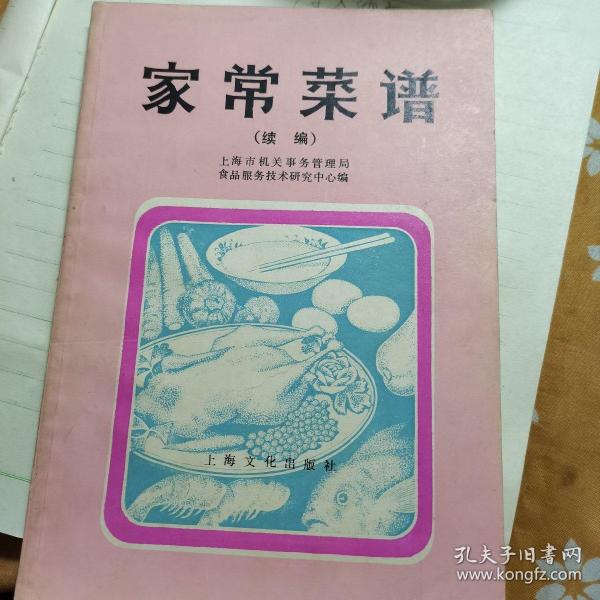 家常菜谱
（续编）
上海市机关事务管理局
食品服务技术研究中心编
上海文化出版社
孔夫子旧书网
www.kongfz.com